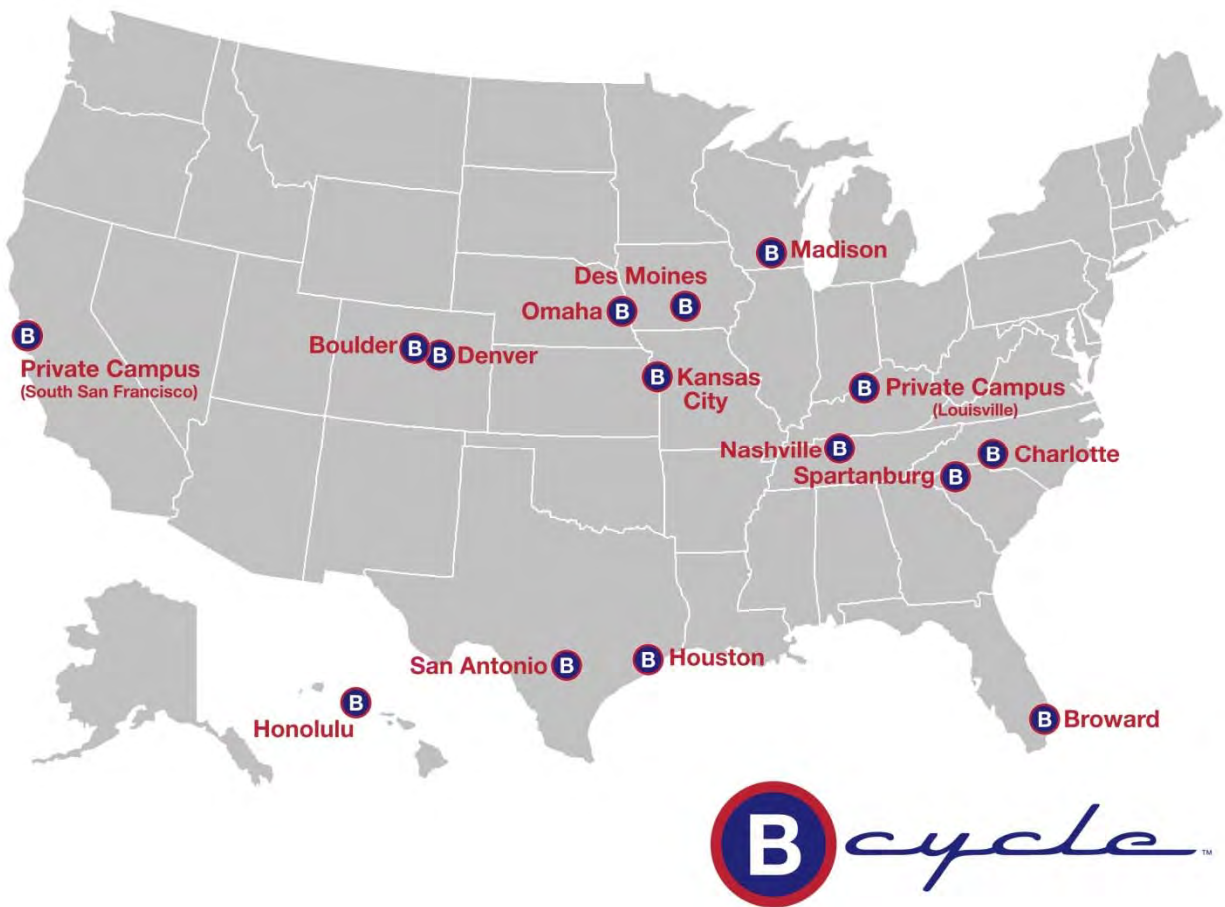 B Madison
Des Moines
Omaha B
B
B
Private Campus
(South San Francisco)
Boulder B
B Denver
B Kansas
City
B Private Campus
(Louisville)
Nashville B
B Charlotte
Spartanburg B
San Antonio B
B Houston
B
Honolulu
B Broward
B cycle ™